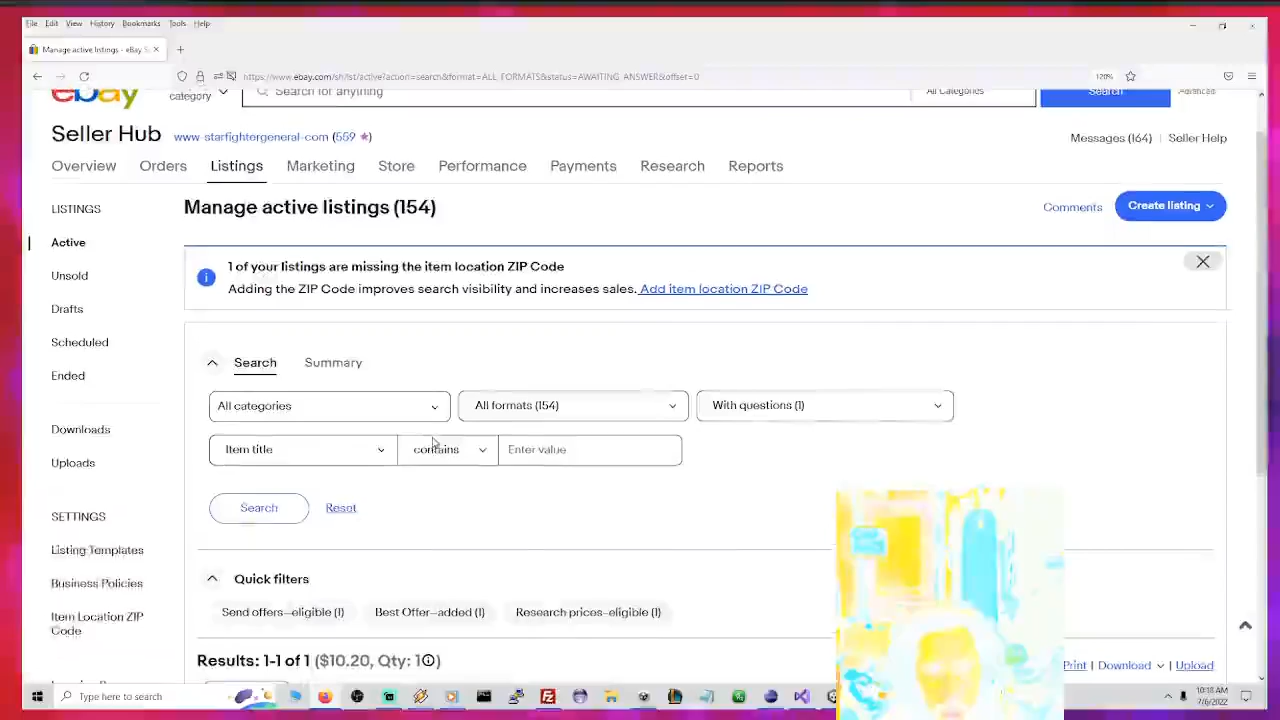 File Edit View History Bookmarks Tools Help
Manage active listings - eBay S
https://www.ebay.com/sh/lst/active?action=search&format=ALL_FORMATS&status=AWAITING_ANSWER&offset=0
120%
ebay
category
Search for anything
All Categories
Search
Advanced
Seller Hub
www-starfightergeneral-com (559 ★)
Messages (164) | Seller Help
Overview Orders Listings Marketing Store Performance Payments Research Reports
LISTINGS
Active
Unsold
Drafts
Scheduled
Ended
Downloads
Uploads
SETTINGS
Listing Templates
Business Policies
Item Location ZIP
Code
Manage active listings (154)
Comments
Create listing
1 of your listings are missing the item location ZIP Code
Adding the ZIP Code improves search visibility and increases sales. Add item location ZIP Code
Search Summary
All categories
All formats (154)
With questions (1)
Item title
contains
Enter value
Search
Reset
Quick filters
Send offers-eligible (1)
Best Offer-added (1)
Research prices-eligible (1)
Results: 1-1 of 1 ($10.20, Qty: 1)
Print | Download | Upload
Type here to search
10:18 AM
7/6/2022